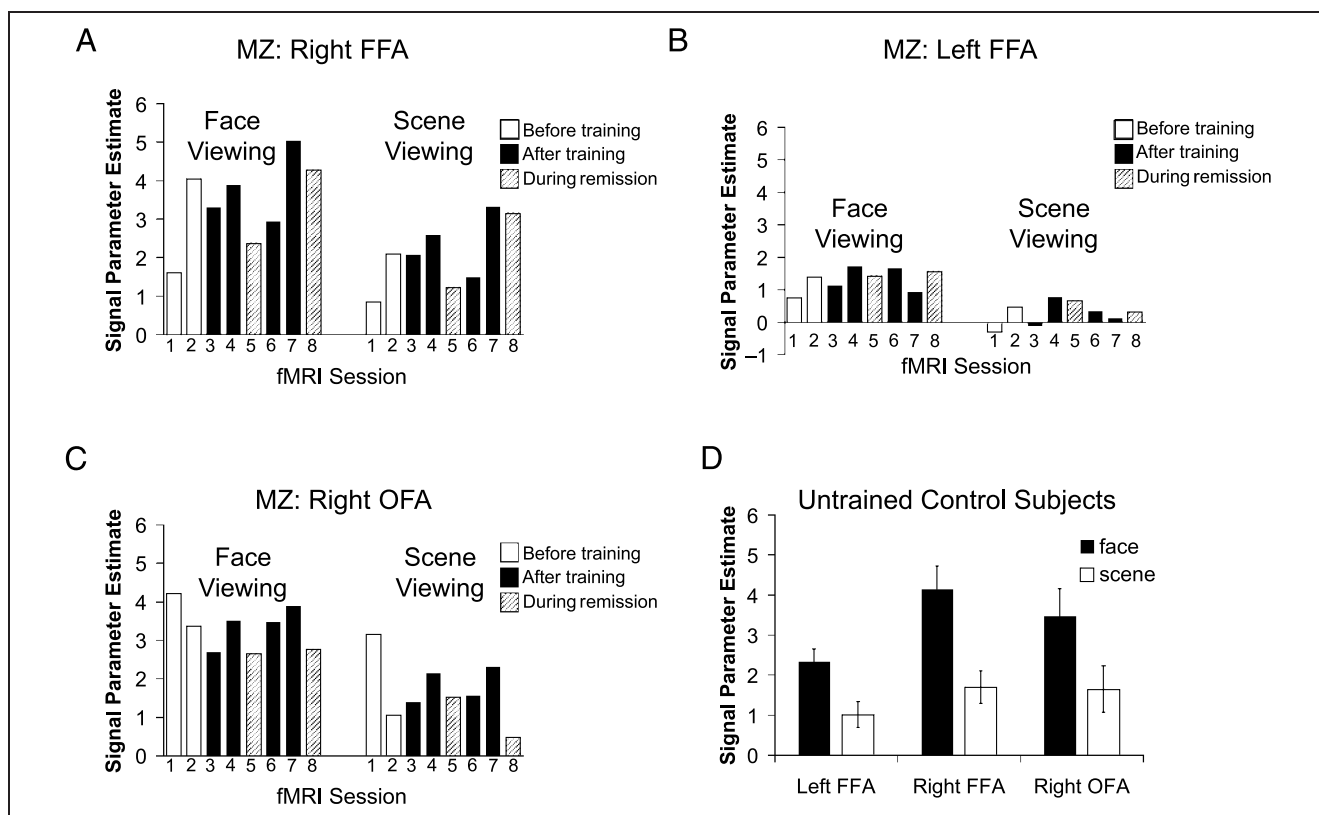 A
MZ: Right FFA
Signal Parameter Estimate
6
5
4
3
2
1
0
Face
Viewing
Scene
Viewing
Before training
After training
During remission
1 2 3 4 5 6 7 8
1 2 3 4 5 6 7 8
fMRI Session
B
MZ: Left FFA
Signal Parameter Estimate
6
5
4
3
2
1
0
–1
Face
Viewing
Scene
Viewing
Before training
After training
During remission
1 2 3 4 5 6 7 8
1 2 3 4 5 6 7 8
fMRI Session
C
MZ: Right OFA
Signal Parameter Estimate
6
5
4
3
2
1
0
Face
Viewing
Scene
Viewing
Before training
After training
During remission
1 2 3 4 5 6 7 8
1 2 3 4 5 6 7 8
fMRI Session
D
Untrained Control Subjects
Signal Parameter Estimate
6
5
4
3
2
1
0
face
scene
Left FFA Right FFA Right OFA